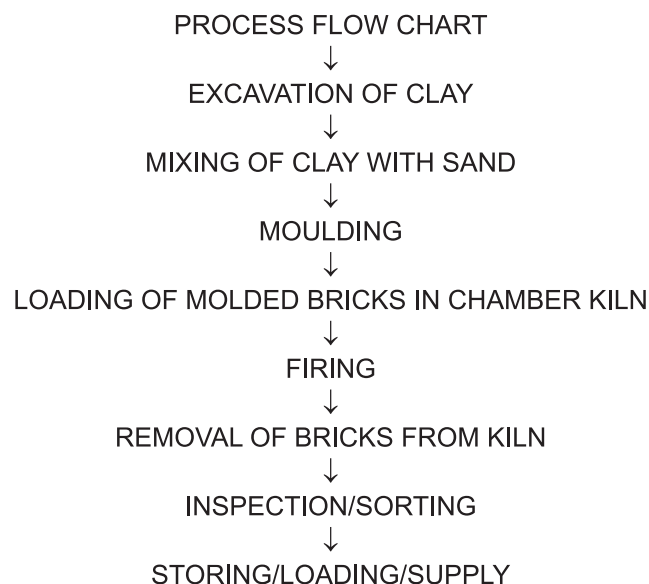 PROCESS FLOW CHART
↓
EXCAVATION OF CLAY
↓
MIXING OF CLAY WITH SAND
↓
MOULDING
↓
LOADING OF MOLDED BRICKS IN CHAMBER KILN
↓
FIRING
↓
REMOVAL OF BRICKS FROM KILN
↓
INSPECTION/SORTING
↓
STORING/LOADING/SUPPLY